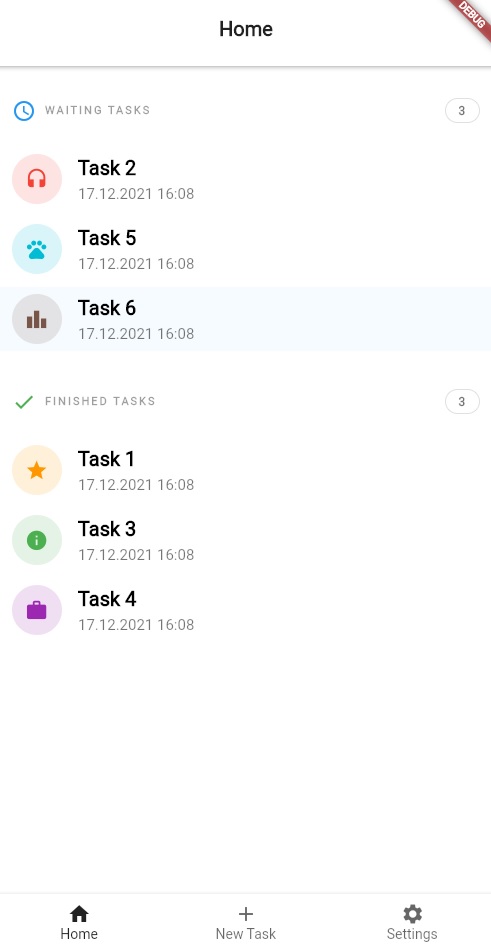 Home
DEBUG
WAITING TASKS 3
Task 2
17.12.2021 16:08
Task 5
17.12.2021 16:08
Task 6
17.12.2021 16:08
FINISHED TASKS 3
Task 1
17.12.2021 16:08
Task 3
17.12.2021 16:08
Task 4
17.12.2021 16:08
Home New Task Settings